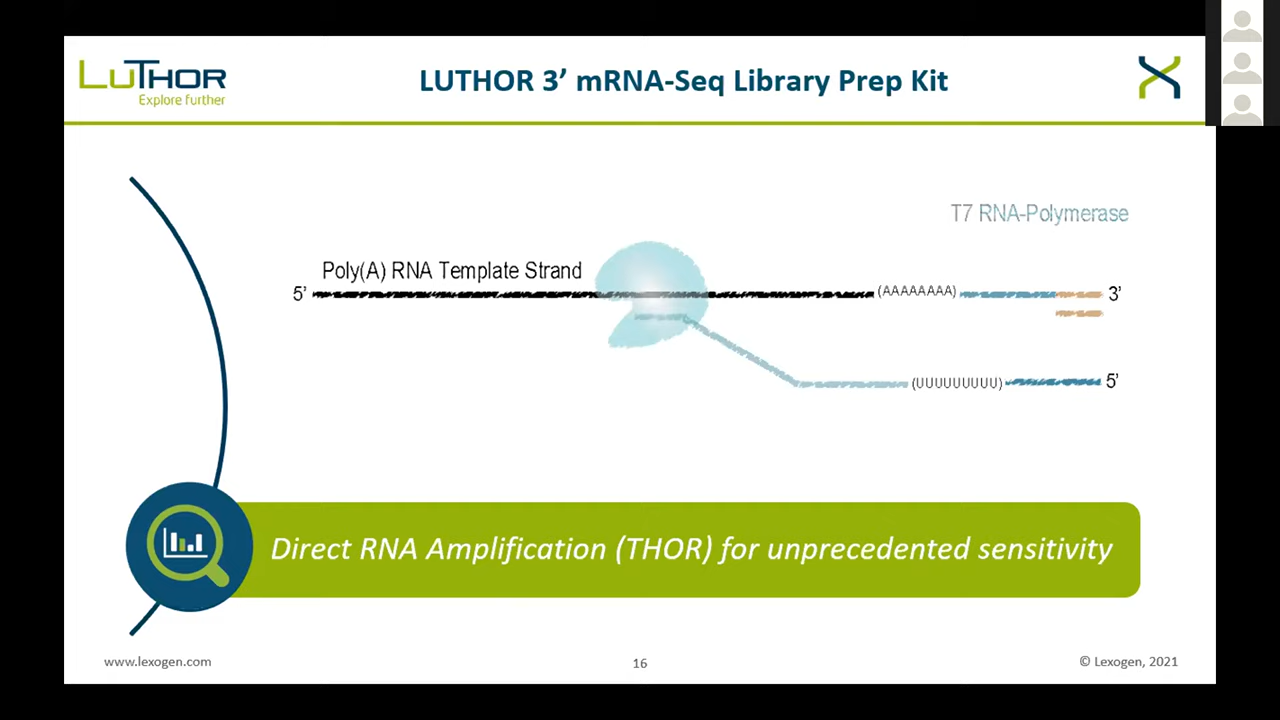 LUTHOR
Explore further
LUTHOR 3’ mRNA-Seq Library Prep Kit
T7 RNA-Polymerase
Poly(A) RNA Template Strand
5’ (AAAAAAAA) 3’
(UUUUUUUUU) 5’
Direct RNA Amplification (THOR) for unprecedented sensitivity
www.lexogen.com 16 © Lexogen, 2021